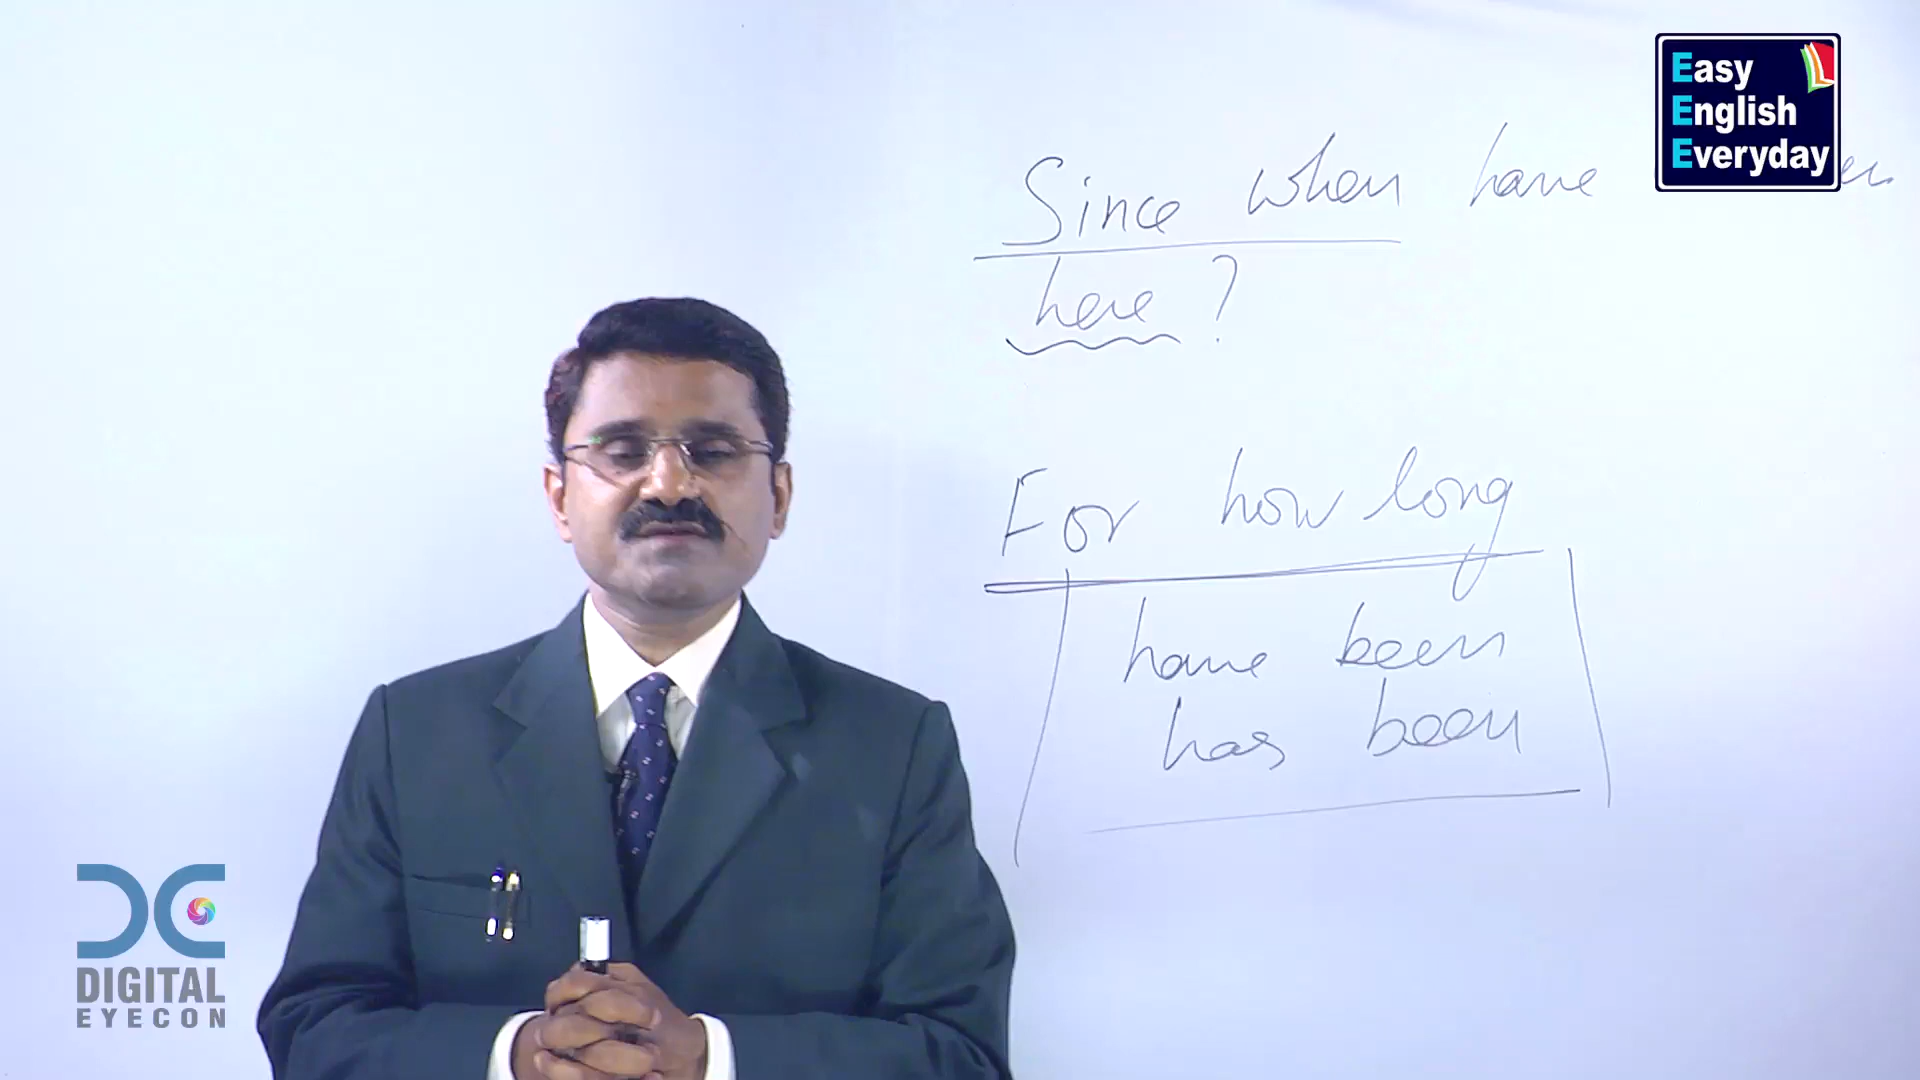 Easy
English
Everyday
Since when have
here ?
For how long
have been
has been
DIGITAL
EYECON